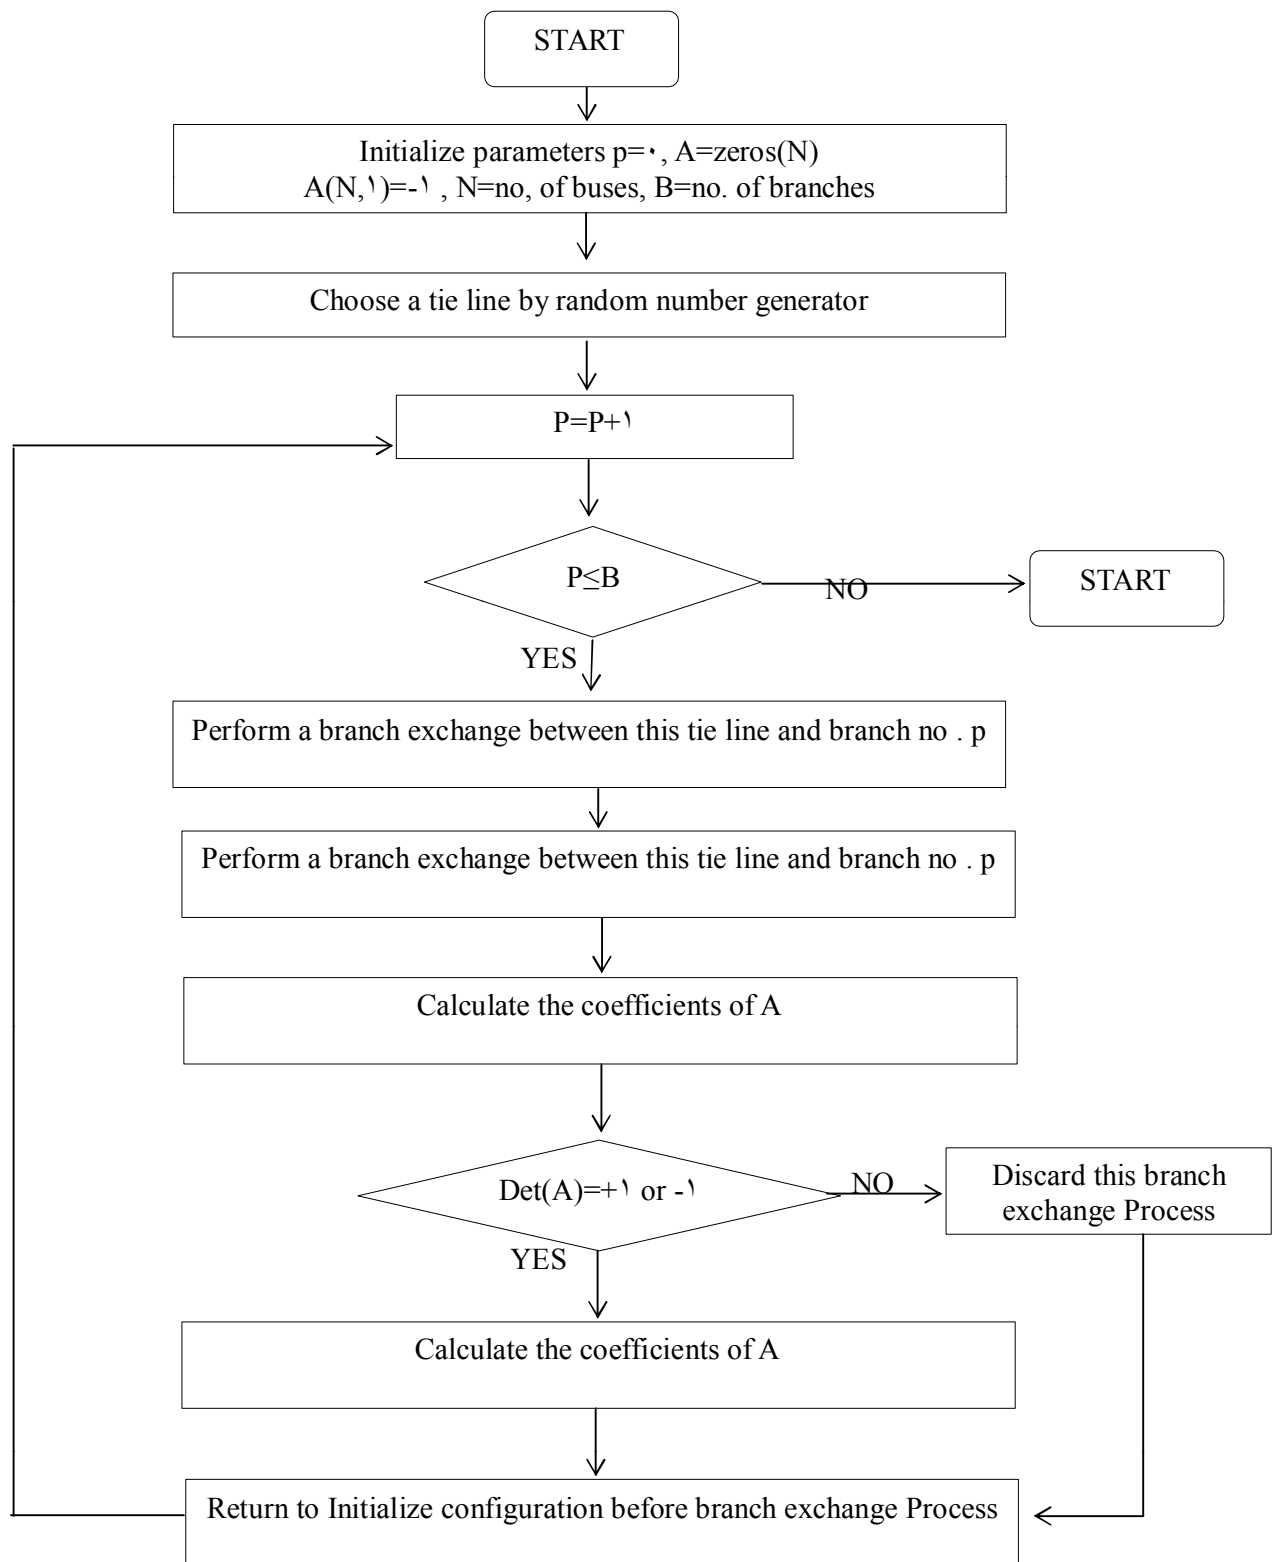 START
Initialize parameters p=٠, A=zeros(N)
A(N,١)=-١ , N=no, of buses, B=no. of branches
Choose a tie line by random number generator
P=P+١
P≤B
NO
START
YES
Perform a branch exchange between this tie line and branch no . p
Perform a branch exchange between this tie line and branch no . p
Calculate the coefficients of A
Det(A)=+١ or -١
NO
Discard this branch
exchange Process
YES
Calculate the coefficients of A
Return to Initialize configuration before branch exchange Process